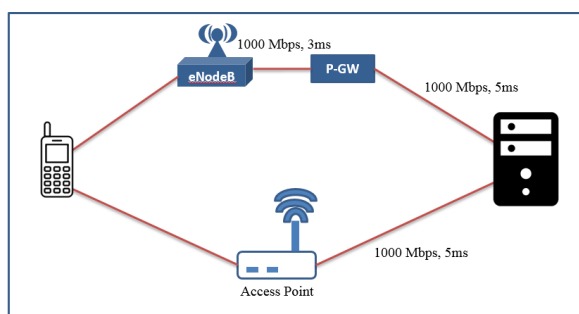 1000 Mbps, 3ms
eNodeB
P-GW
1000 Mbps, 5ms
1000 Mbps, 5ms
Access Point